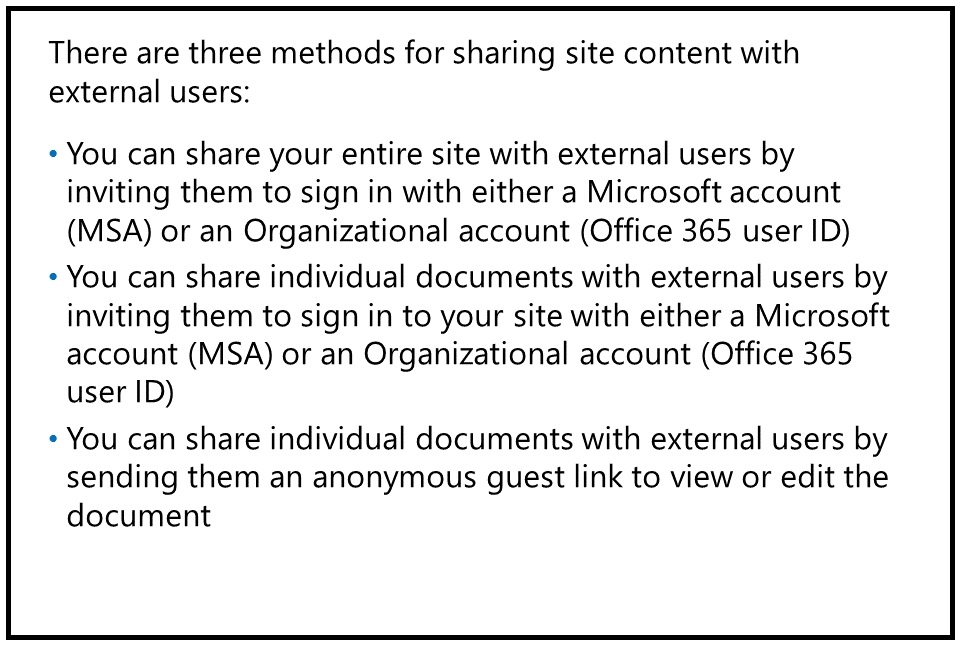 There are three methods for sharing site content with
external users:
• You can share your entire site with external users by
inviting them to sign in with either a Microsoft account
(MSA) or an Organizational account (Office 365 user ID)
• You can share individual documents with external users by
inviting them to sign in to your site with either a Microsoft
account (MSA) or an Organizational account (Office 365
user ID)
• You can share individual documents with external users by
sending them an anonymous guest link to view or edit the
document